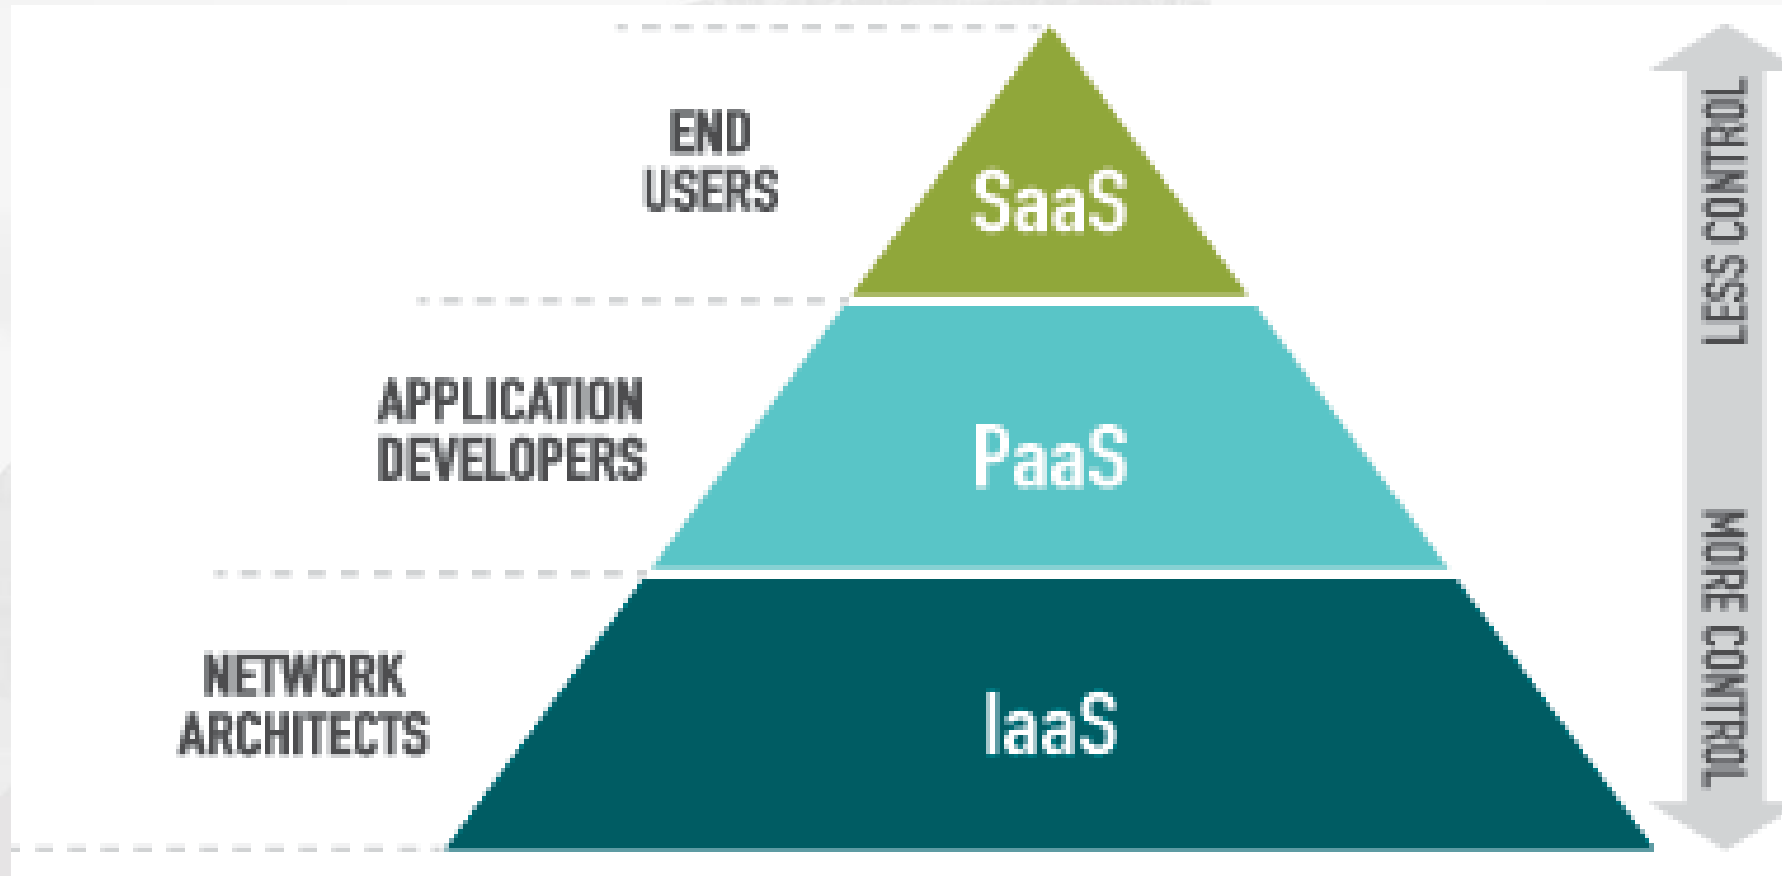 END
USERS
SaaS
APPLICATION
DEVELOPERS
PaaS
NETWORK
ARCHITECTS
IaaS
LESS CONTROL
MORE CONTROL